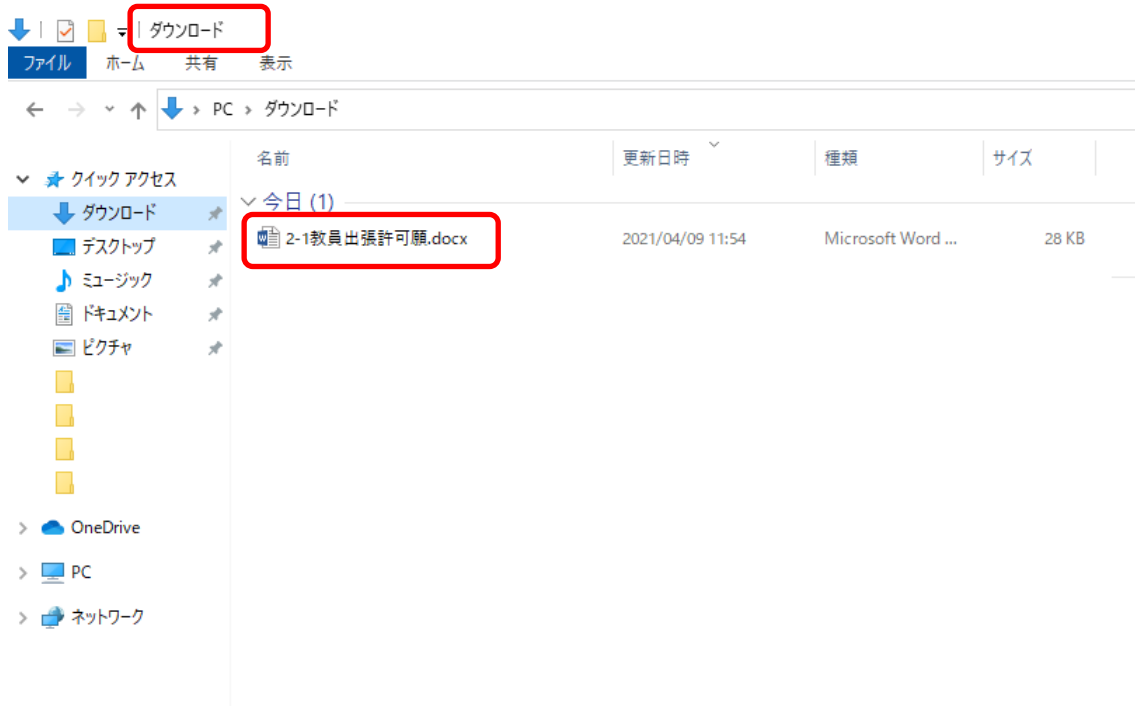 ダウンロード
ファイル ホーム 共有 表示
PC › ダウンロード
名前 更新日時 種類 サイズ
クイック アクセス
今日 (1)
ダウンロード
2-1教員出張許可願.docx 2021/04/09 11:54 Microsoft Word ... 28 KB
デスクトップ
ミュージック
ドキュメント
ピクチャ
OneDrive
PC
ネットワーク